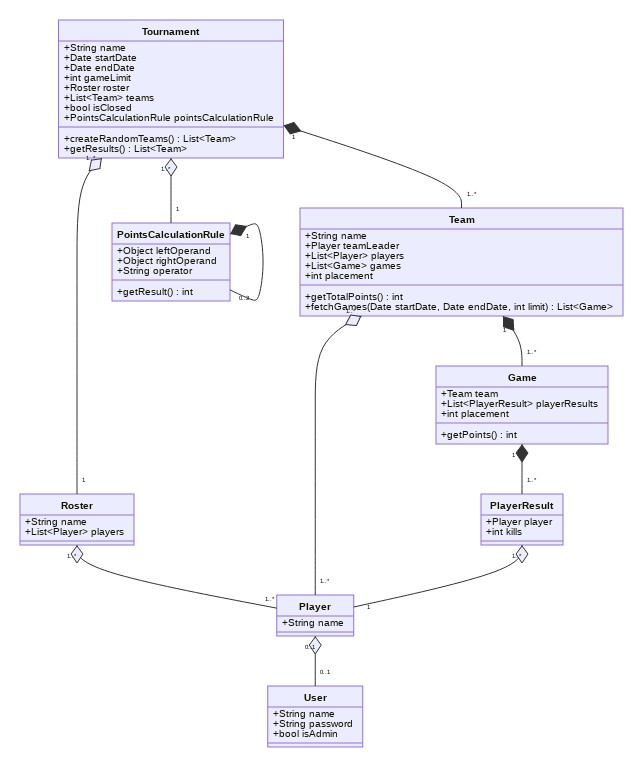 Tournament
+String name
+Date startDate
+Date endDate
+int gameLimit
+Roster roster
+List<Team> teams
+bool isClosed
+PointsCalculationRule pointsCalculationRule
+createRandomTeams() : List<Team>
+getResults() : List<Team>
1
1..*
1..*
1
1..*
PointsCalculationRule
+Object leftOperand
+Object rightOperand
+String operator
+getResult() : int
1
0..2
Team
+String name
+Player teamLeader
+List<Player> players
+List<Game> games
+int placement
+getTotalPoints() : int
+fetchGames(Date startDate, Date endDate, int limit) : List<Game>
1
1..*
Game
+Team team
+List<PlayerResult> playerResults
+int placement
+getPoints() : int
1
1..*
1
Roster
+String name
+List<Player> players
PlayerResult
+Player player
+int kills
1..*
1..*
1..*
1..*
1
Player
+String name
0..1
0..1
User
+String name
+String password
+bool isAdmin